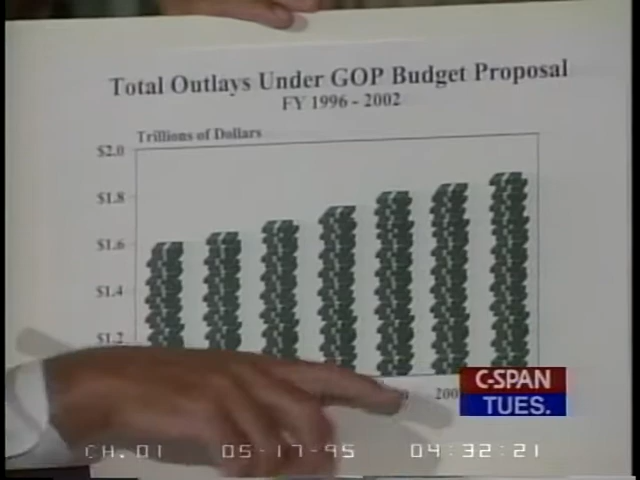 Total Outlays Under GOP Budget Proposal
FY 1996 - 2002
Trillions of Dollars
$2.0
$1.8
$1.6
$1.4
$1.2
C-SPAN
TUES.
CH.01 05-17-95 04:32:21